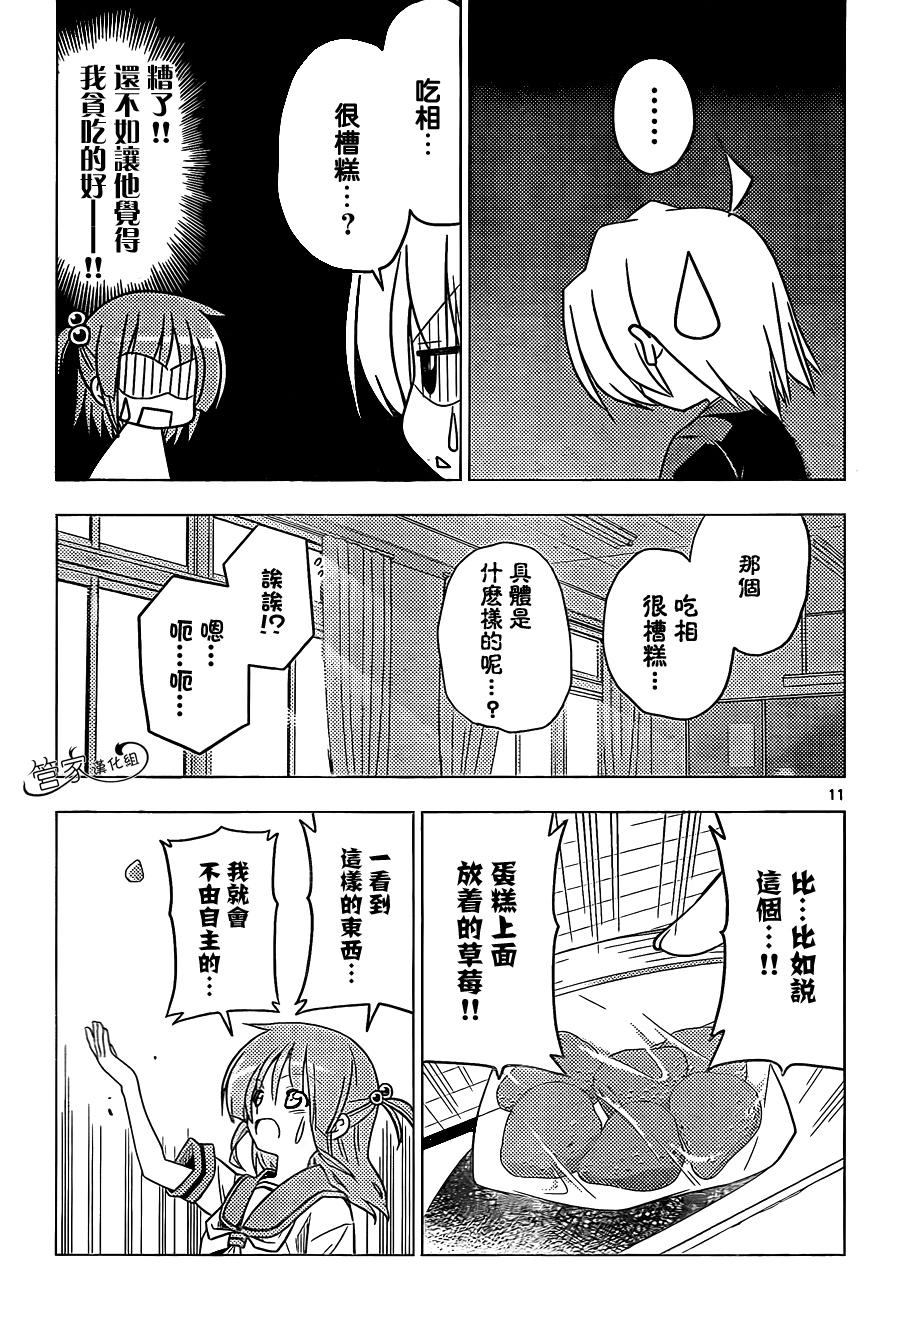 ……
吃相…
很槽糕…?
糟了!!
還不如讓他覺得
我貪吃的好——!!
那個
吃相
很槽糕…
具體是
什麽樣的呢…?
誒誒!?
嗯…
呃…呃…
管家漢化組
11
比…比如說
這個…!!
蛋糕上面
放着的草莓!!
一看到
這樣的東西…
我就會
不由自主的…